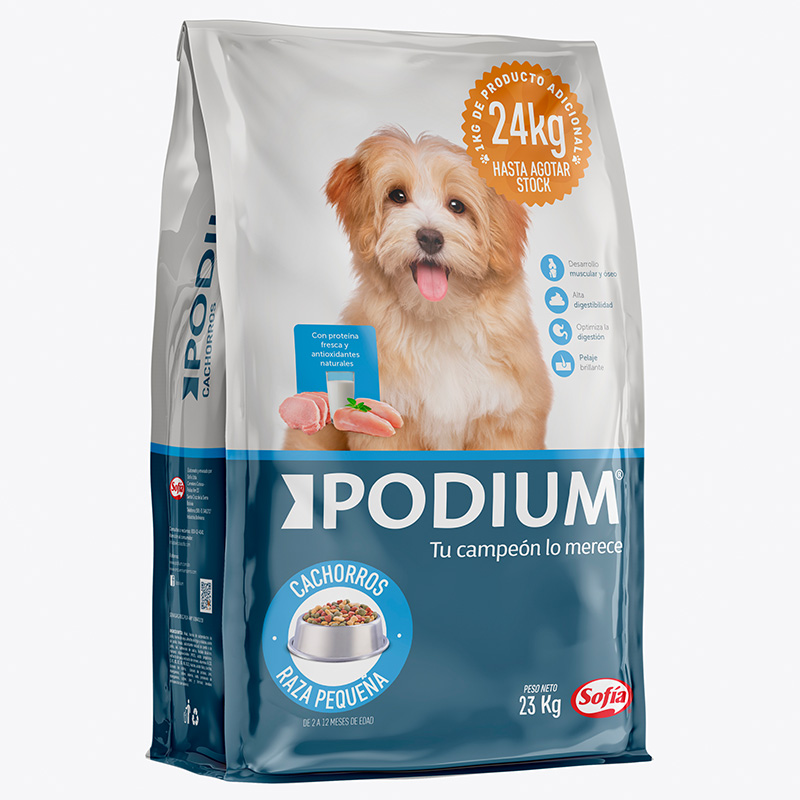 1KG DE PRODUCTO ADICIONAL
24kg
HASTA AGOTAR
STOCK
Desarrollo
muscular y óseo
Alta
digestibilidad
Optimiza la
digestión
Pelaje
brillante
Con proteína
fresca y
antioxidantes
naturales
PODIUM®
Tu campeón lo merece
CACHORROS
RAZA PEQUEÑA
DE 2 A 12 MESES DE EDAD
PESO NETO
23 Kg
Sofía
PODIUM
CACHORROS
Sofía